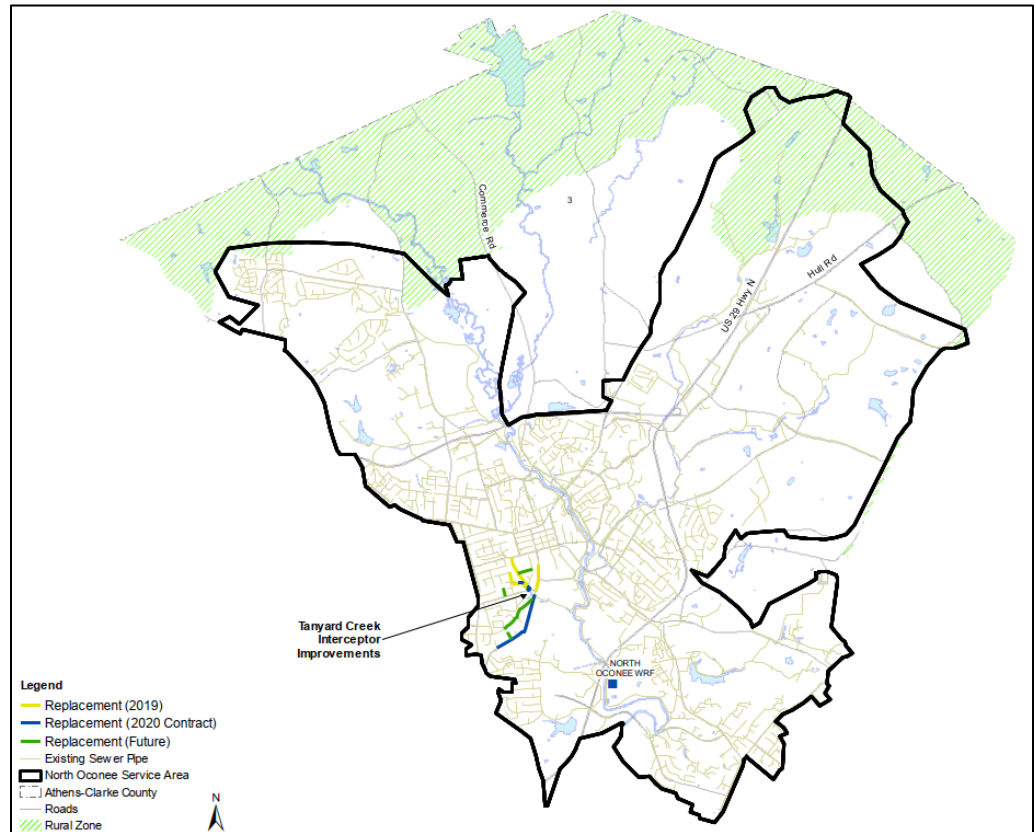 Commerce Rd
3
US 29 Hwy N
Hull Rd
Tanyard Creek
Interceptor
Improvements
NORTH
OCONEE WRF
Legend
Replacement (2019)
Replacement (2020 Contract)
Replacement (Future)
Existing Sewer Pipe
North Oconee Service Area
Athens-Clarke County
Roads
Rural Zone
N